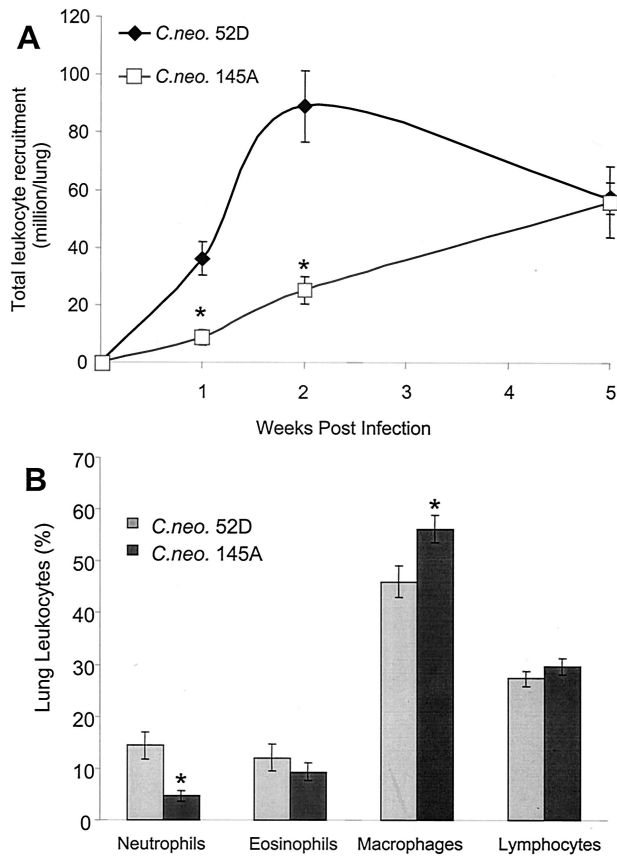 A
120
100
80
60
40
20
0
Total leukocyte recruitment
(million/lung)
C.neo. 52D
C.neo. 145A
*
*
1
2
3
4
5
Weeks Post Infection
B
70
60
50
40
30
20
10
0
Lung Leukocytes (%)
C.neo. 52D
C.neo. 145A
*
*
Neutrophils
Eosinophils
Macrophages
Lymphocytes